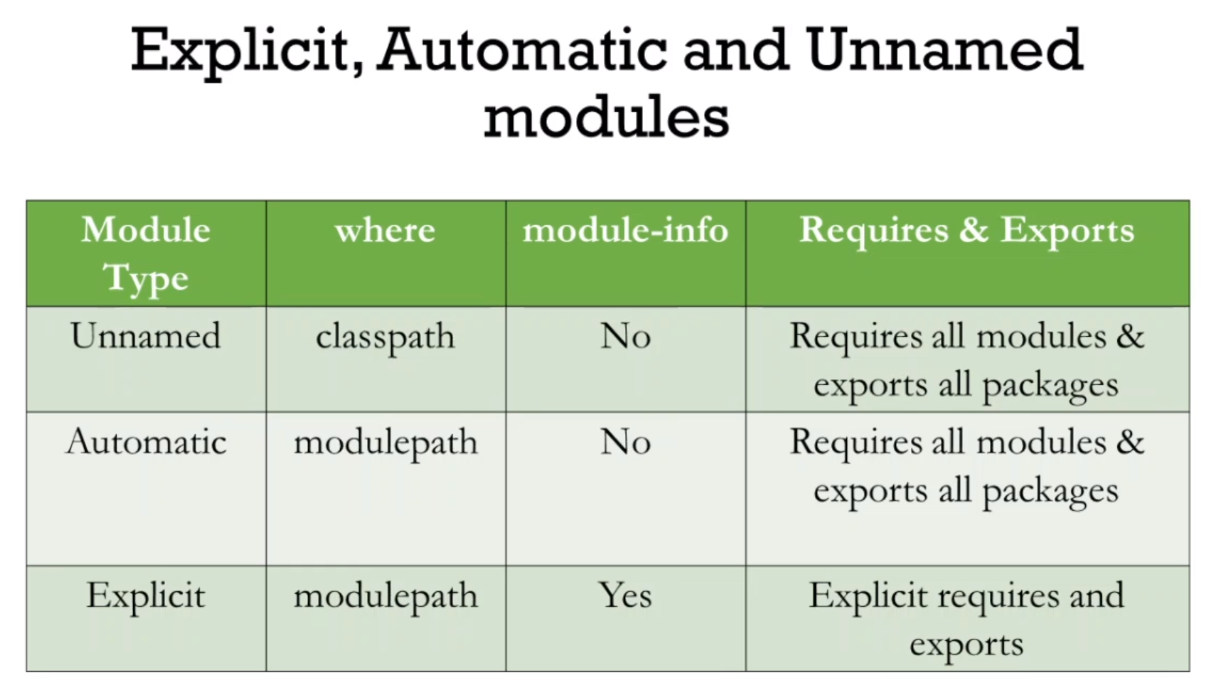 Explicit, Automatic and Unnamed
modules
Module
Type
where
module-info
Requires & Exports
Unnamed
classpath
No
Requires all modules &
exports all packages
Automatic
modulepath
No
Requires all modules &
exports all packages
Explicit
modulepath
Yes
Explicit requires and
exports